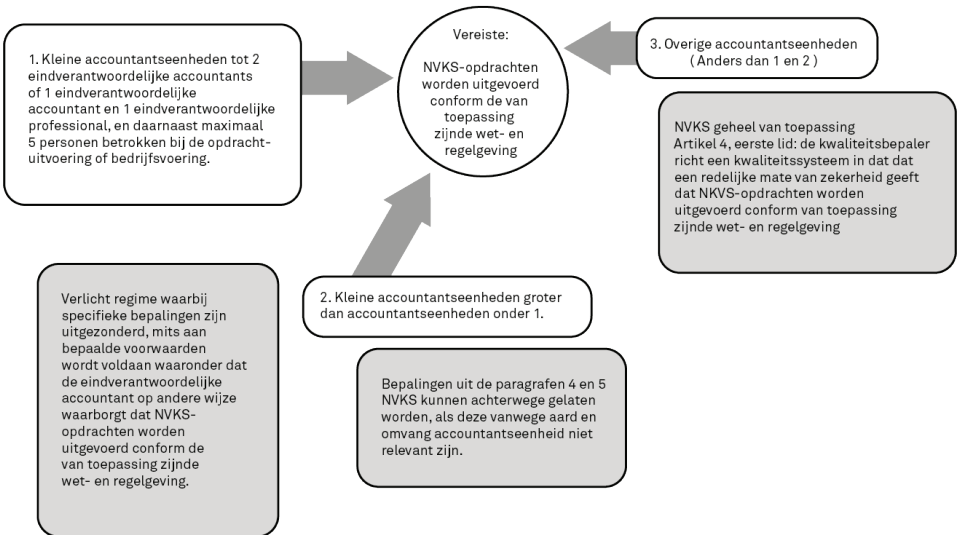 1. Kleine accountantseenheden tot 2
eindverantwoordelijke accountants
of 1 eindverantwoordelijke
accountant en 1 eindverantwoordelijke
professional, en daarnaast maximaal
5 personen betrokken bij de opdracht-
uitvoering of bedrijfsvoering.
Verlicht regime waarbij
specifieke bepalingen zijn
uitgezonderd, mits aan
bepaalde voorwaarden
wordt voldaan waaronder dat
de eindverantwoordelijke
accountant op andere wijze
waarborgt dat NVKS-
opdrachten worden
uitgevoerd conform de
van toepassing zijnde
wet- en regelgeving.
Vereiste:
NVKS-opdrachten
worden uitgevoerd
conform de van
toepassing
zijnde wet- en
regelgeving
2. Kleine accountantseenheden groter
dan accountantseenheden onder 1.
Bepalingen uit de paragrafen 4 en 5
NVKS kunnen achterwege gelaten
worden, als deze vanwege aard en
omvang accountantseenheid niet
relevant zijn.
3. Overige accountantseenheden
( Anders dan 1 en 2 )
NVKS geheel van toepassing
Artikel 4, eerste lid: de kwaliteitsbepaler
richt een kwaliteitssysteem in dat dat
een redelijke mate van zekerheid geeft
dat NKVS-opdrachten worden
uitgevoerd conform van toepassing
zijnde wet- en regelgeving